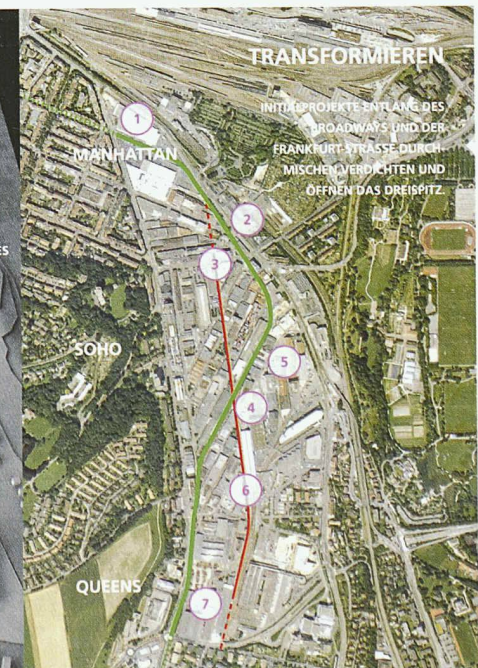 TRANSFORMIEREN
INITIALPROJEKTE ENTLANG DES
BROADWAYS UND DER
FRANKFURT-STRASSE DURCH-
MISCHEN, VERDICHTEN UND
ÖFFNEN DAS DREISPITZ.
1
MANHATTAN
2
ES
3
SOHO
5
4
6
QUEENS
7